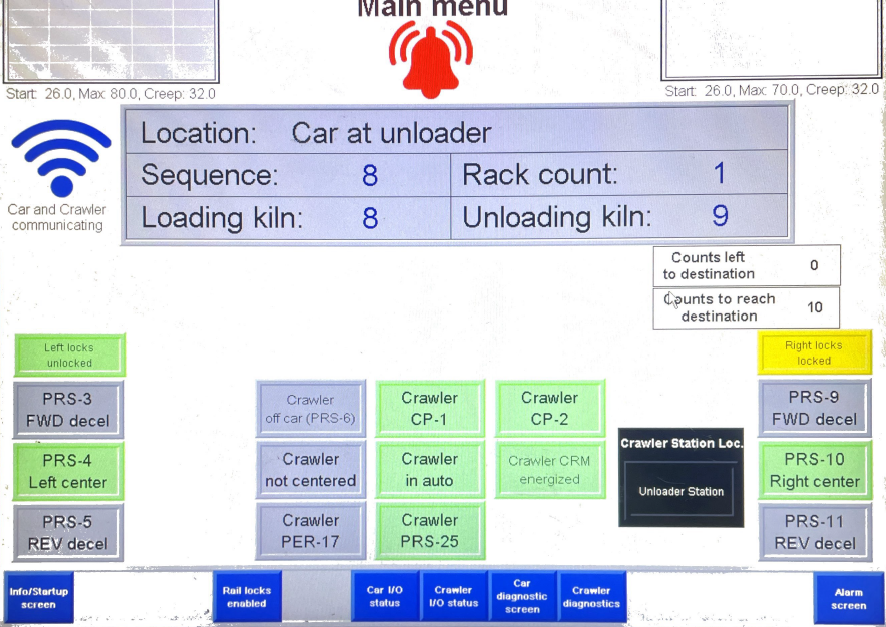 Main menu
Start: 26.0, Max: 80.0, Creep: 32.0
Start: 26.0, Max: 70.0, Creep: 32.0
Location: Car at unloader
Sequence: 8 Rack count: 1
Loading kiln: 8 Unloading kiln: 9
Car and Crawler
communicating
Counts left
to destination 0
Counts to reach
destination 10
Left locks
unlocked
Right locks
locked
PRS-3
FWD decel
Crawler
off car (PRS-6)
Crawler
CP-1
Crawler
CP-2
PRS-9
FWD decel
PRS-4
Left center
Crawler
not centered
Crawler
in auto
Crawler CRM
energized
Crawler Station Loc.
Unloader Station
PRS-10
Right center
PRS-5
REV decel
Crawler
PER-17
Crawler
PRS-25
PRS-11
REV decel
Info/Startup
screen
Rail locks
enabled
Car I/O
status
Crawler
I/O status
Car
diagnostic
screen
Crawler
diagnostics
Alarm
screen